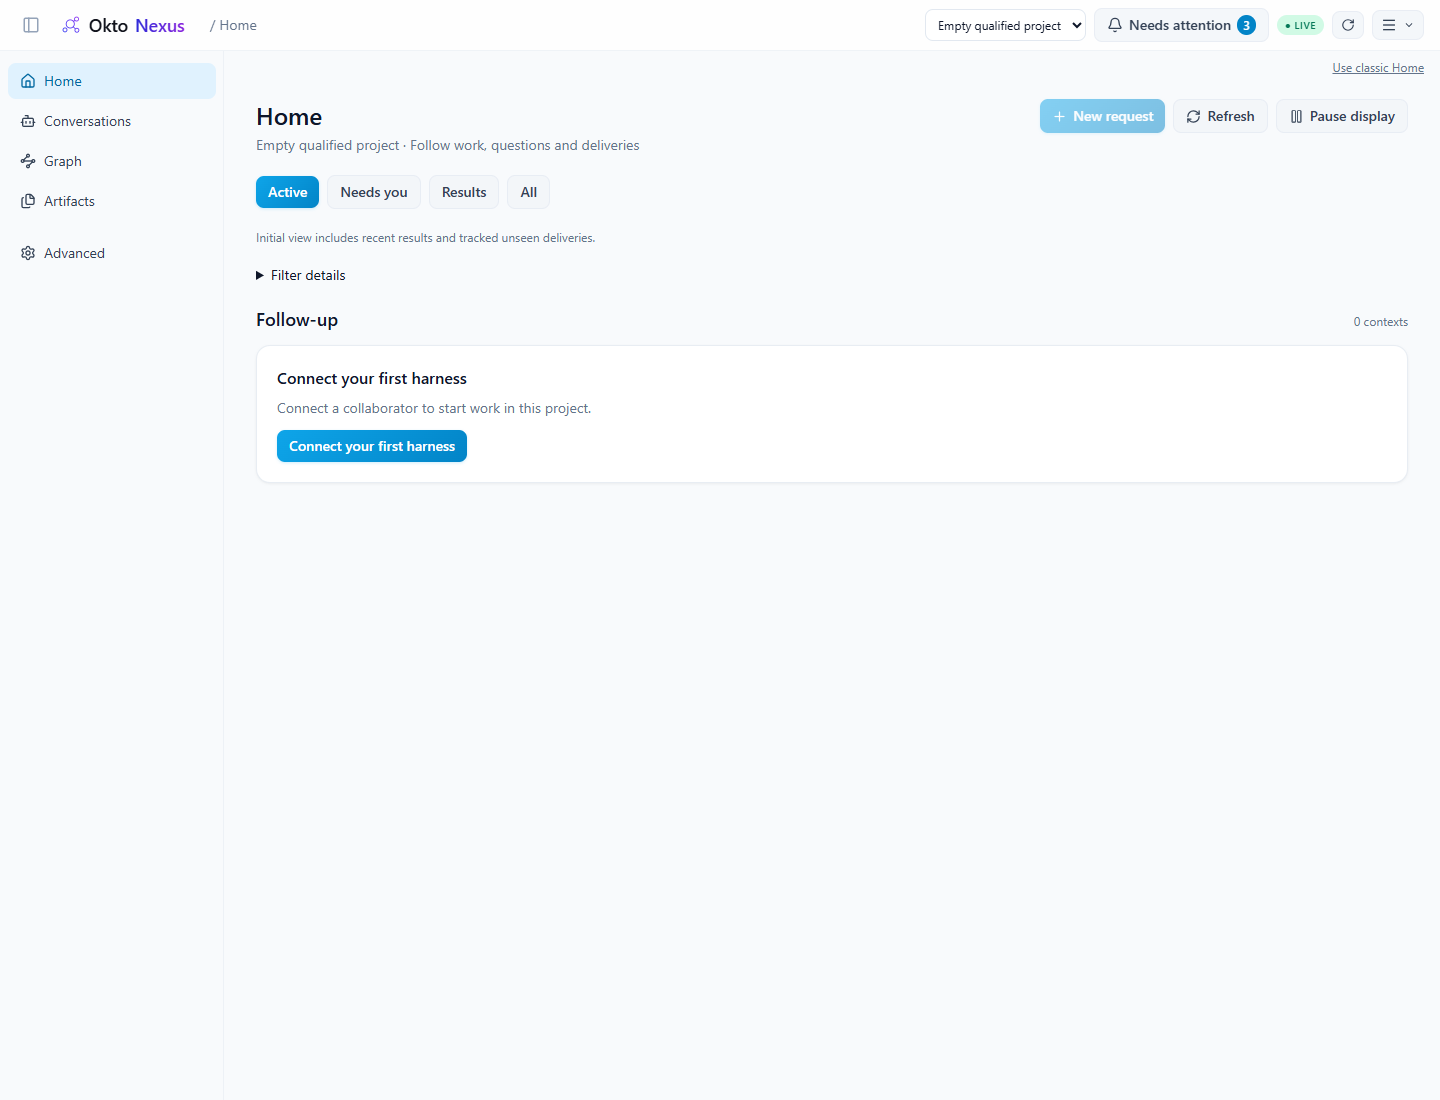 Okto Nexus
/ Home
Empty qualified project
Needs attention 3
LIVE
Use classic Home
Home
Conversations
Graph
Artifacts
Advanced
Home
New request
Refresh
Pause display
Empty qualified project · Follow work, questions and deliveries
Active
Needs you
Results
All
Initial view includes recent results and tracked unseen deliveries.
Filter details
Follow-up
0 contexts
Connect your first harness
Connect a collaborator to start work in this project.
Connect your first harness